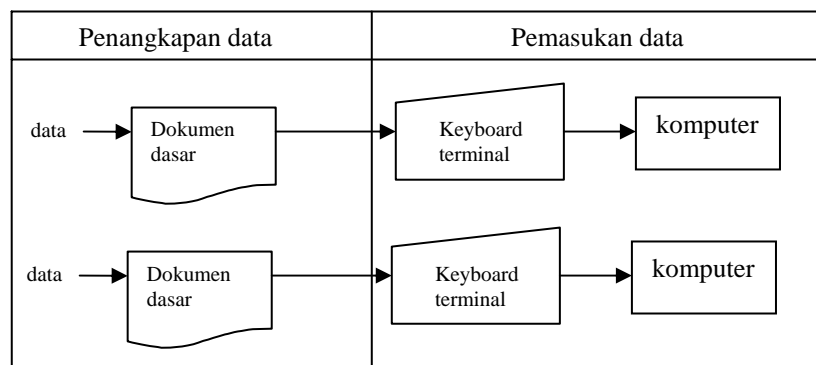 Penangkapan data
Pemasukan data
data
Dokumen
dasar
Keyboard
terminal
komputer
data
Dokumen
dasar
Keyboard
terminal
komputer